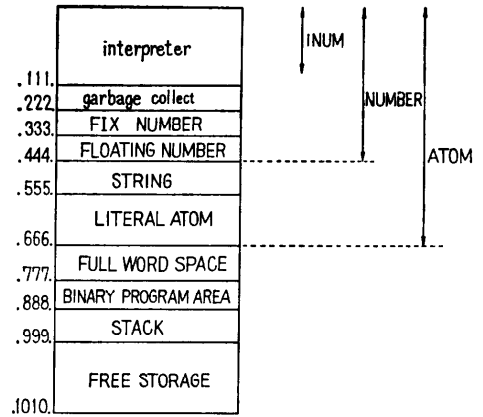 interpreter
INUM
.111.
garbage collect
NUMBER
.222.
FIX NUMBER
.333.
FLOATING NUMBER
.444.
ATOM
STRING
.555.
LITERAL ATOM
.666.
FULL WORD SPACE
.777.
BINARY PROGRAM AREA
.888.
STACK
.999.
FREE STORAGE
.1010.